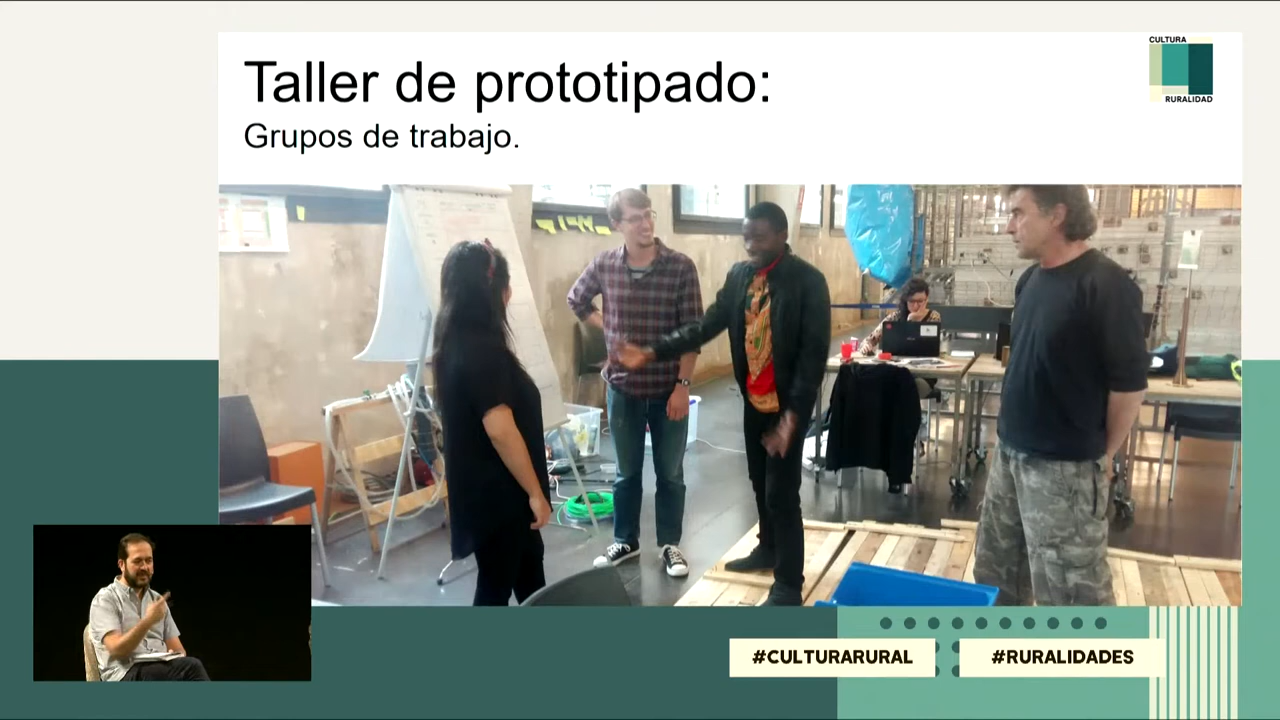 Taller de prototipado:
Grupos de trabajo.
CULTURA
RURALIDAD
#CULTURARURAL
#RURALIDADES